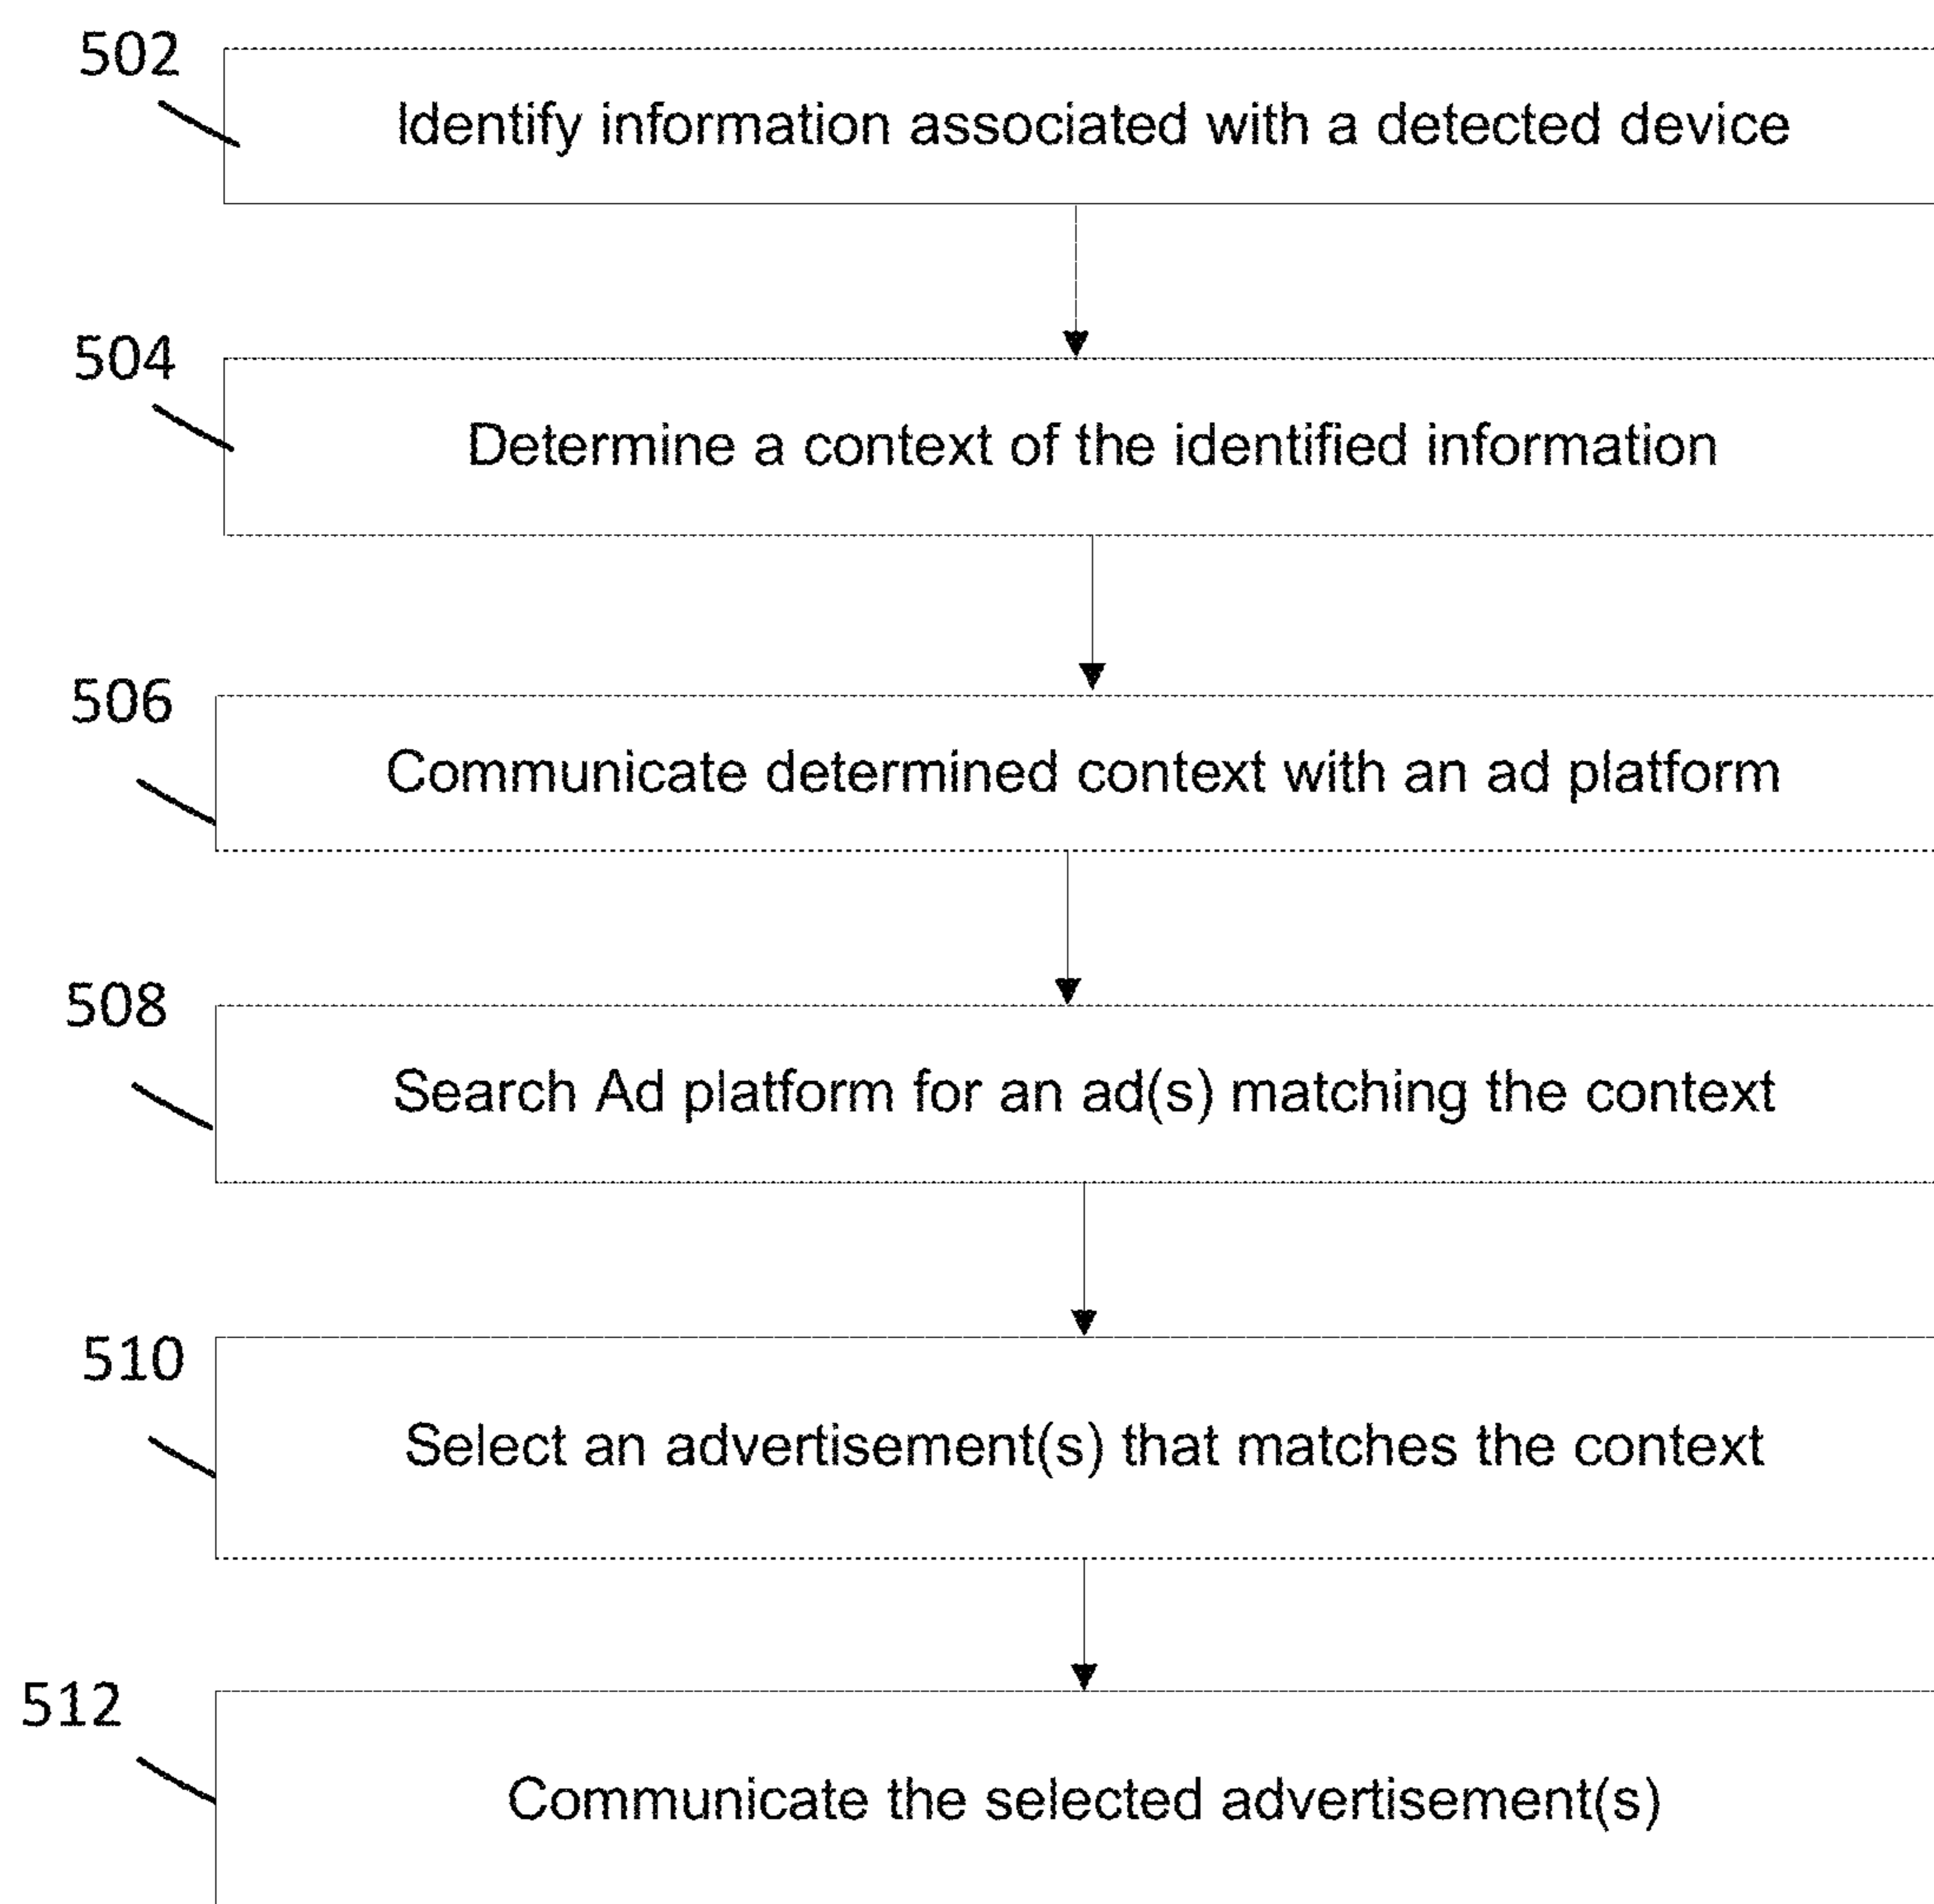 502
Identify information associated with a detected device
504
Determine a context of the identified information
506
Communicate determined context with an ad platform
508
Search Ad platform for an ad(s) matching the context
510
Select an advertisement(s) that matches the context
512
Communicate the selected advertisement(s)